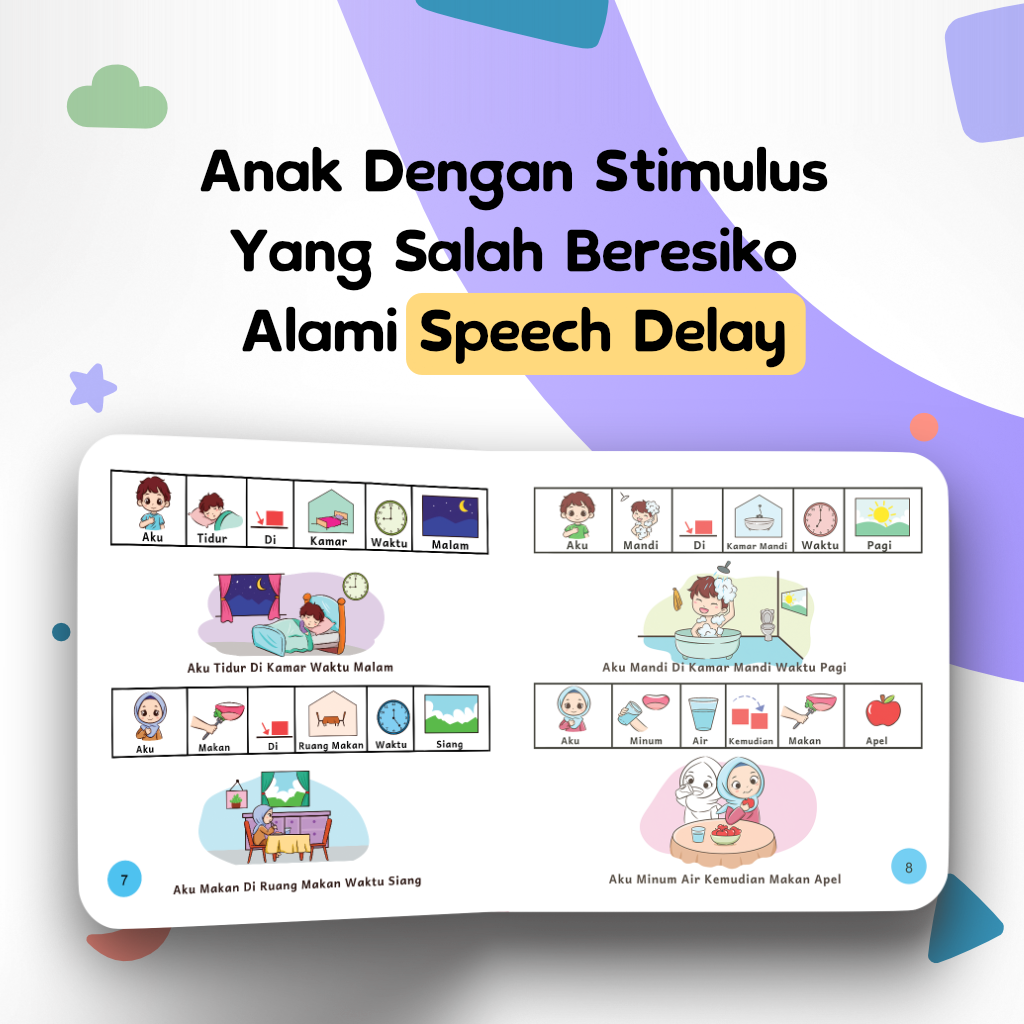 Anak Dengan Stimulus
Yang Salah Beresiko
Alami Speech Delay
Aku Tidur Di Kamar Waktu Malam
Aku Tidur Di Kamar Waktu Malam
Aku Makan Di Ruang Makan Waktu Siang
Aku Makan Di Ruang Makan Waktu Siang
7
Aku Mandi Di Kamar Mandi Waktu Pagi
Aku Mandi Di Kamar Mandi Waktu Pagi
Aku Minum Air Kemudian Makan Apel
Aku Minum Air Kemudian Makan Apel
8